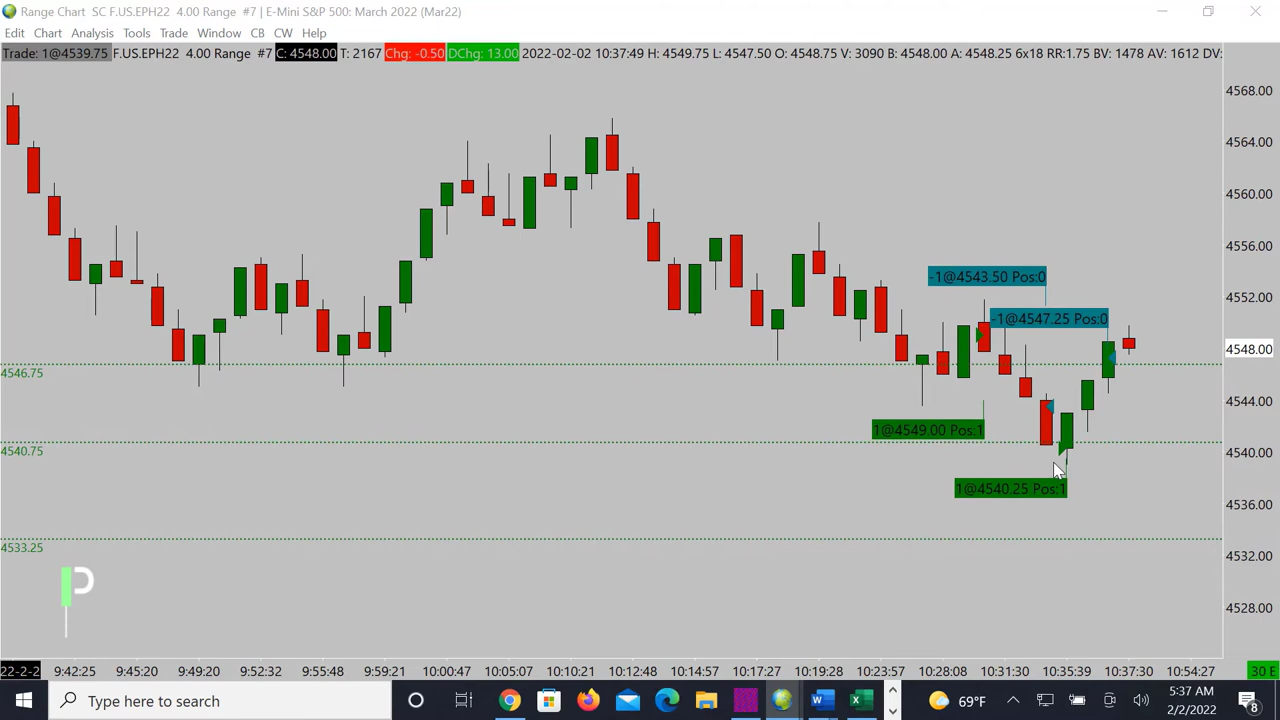 Range Chart SC F.US.EPH22 4.00 Range #7 | E-Mini S&P 500: March 2022 (Mar22)
Edit Chart Analysis Tools Trade Window CB CW Help
Trade: 1@4539.75 F.US.EPH22 4.00 Range #7 C: 4548.00 T: 2167 Chg: -0.50 DChg: 13.00 2022-02-02 10:37:49 H: 4549.75 L: 4547.50 O: 4548.75 V: 3090 B: 4548.00 A: 4548.25 6x18 RR:1.75 BV: 1478 AV: 1612 DV:
4568.00
4564.00
4560.00
4556.00
-1@4543.50 Pos:0
4552.00
-1@4547.25 Pos:0
4548.00
4546.75
4544.00
1@4549.00 Pos:1
4540.75
4540.00
1@4540.25 Pos:1
4536.00
4533.25
4532.00
P
4528.00
22-2-2 9:42:25 9:45:20 9:49:20 9:52:32 9:55:48 9:59:21 10:00:47 10:05:07 10:10:21 10:12:48 10:14:57 10:17:27 10:20:33 10:23:57 10:28:08 10:31:30 10:35:39 10:37:30 10:54:27 30 E
Type here to search
69°F
5:37 AM
2/2/2022
8